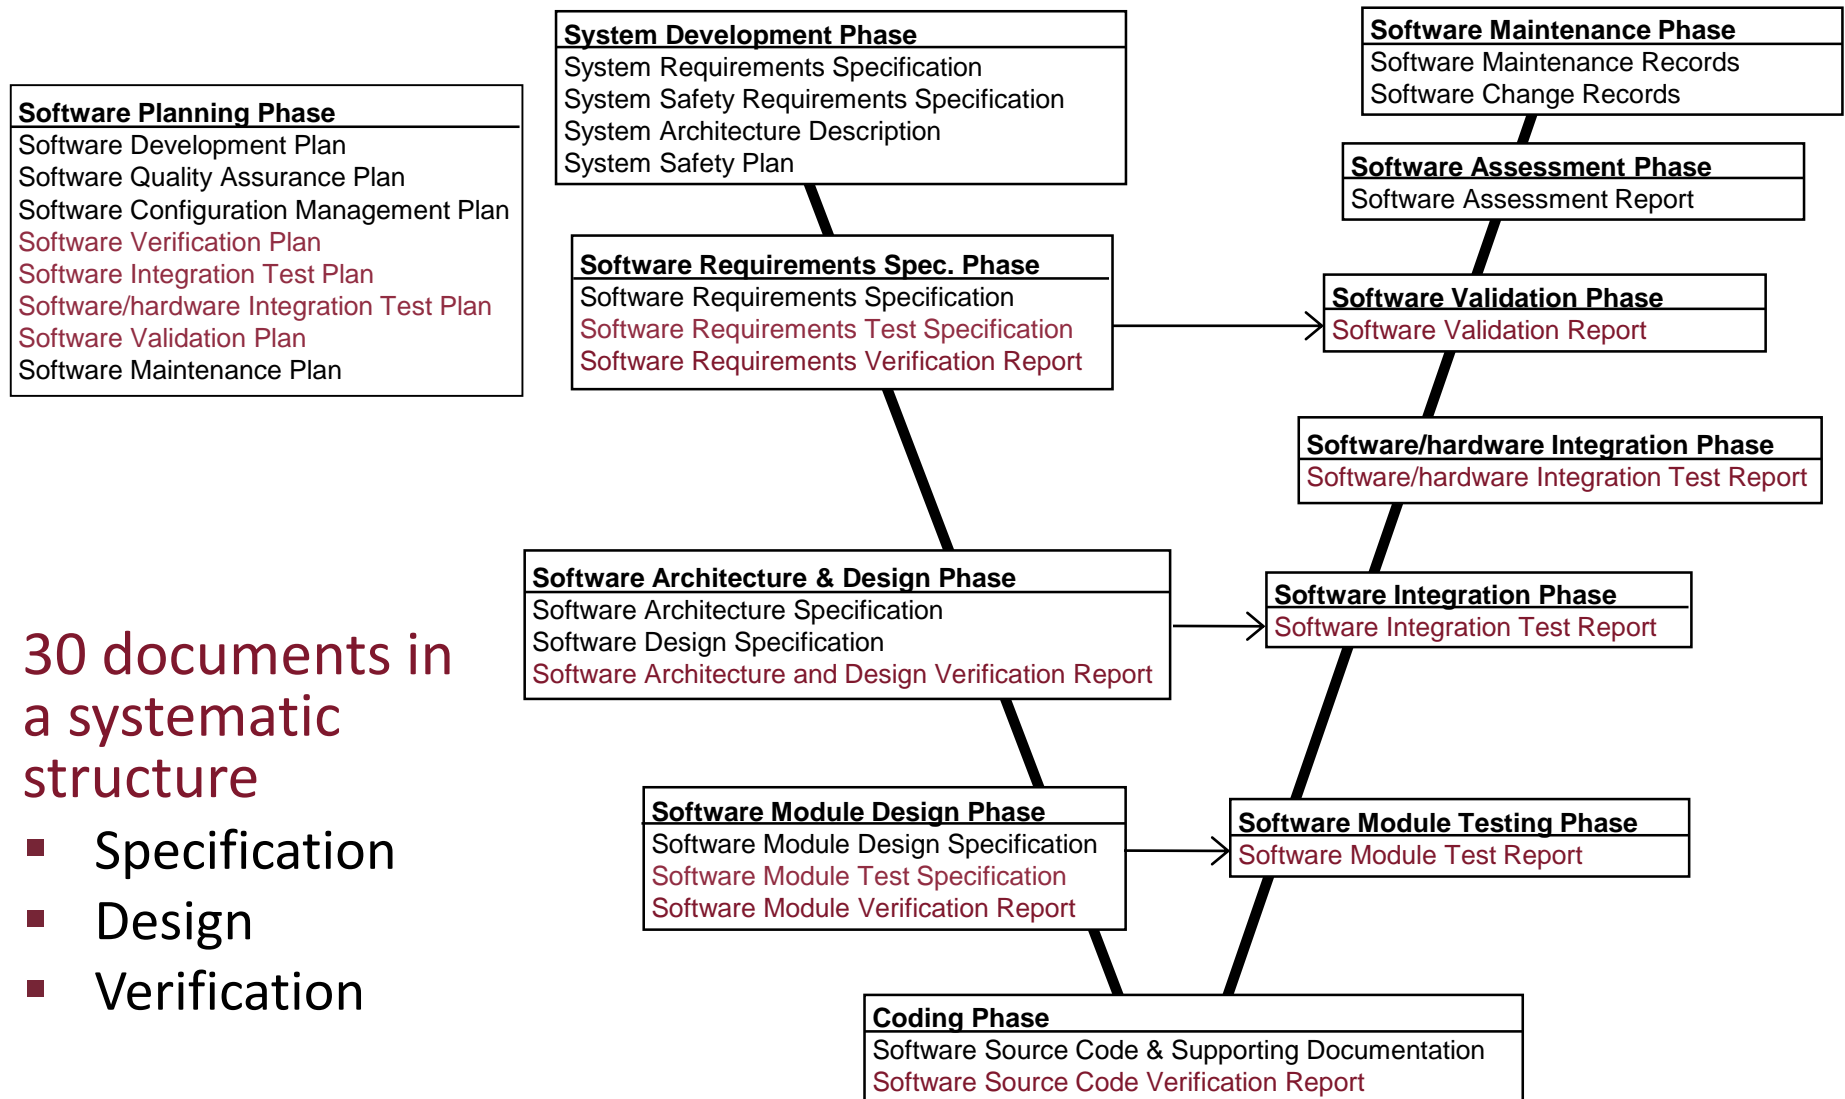 System Development Phase
System Requirements Specification
System Safety Requirements Specification
System Architecture Description
System Safety Plan
Software Maintenance Phase
Software Maintenance Records
Software Change Records
Software Planning Phase
Software Development Plan
Software Quality Assurance Plan
Software Configuration Management Plan
Software Verification Plan
Software Integration Test Plan
Software/hardware Integration Test Plan
Software Validation Plan
Software Maintenance Plan
Software Assessment Phase
Software Assessment Report
Software Requirements Spec. Phase
Software Requirements Specification
Software Requirements Test Specification
Software Requirements Verification Report
Software Validation Phase
Software Validation Report
Software/hardware Integration Phase
Software/hardware Integration Test Report
Software Architecture & Design Phase
Software Architecture Specification
Software Design Specification
Software Architecture and Design Verification Report
Software Integration Phase
Software Integration Test Report
30 documents in
a systematic
structure
▪ Specification
▪ Design
▪ Verification
Software Module Design Phase
Software Module Design Specification
Software Module Test Specification
Software Module Verification Report
Software Module Testing Phase
Software Module Test Report
Coding Phase
Software Source Code & Supporting Documentation
Software Source Code Verification Report